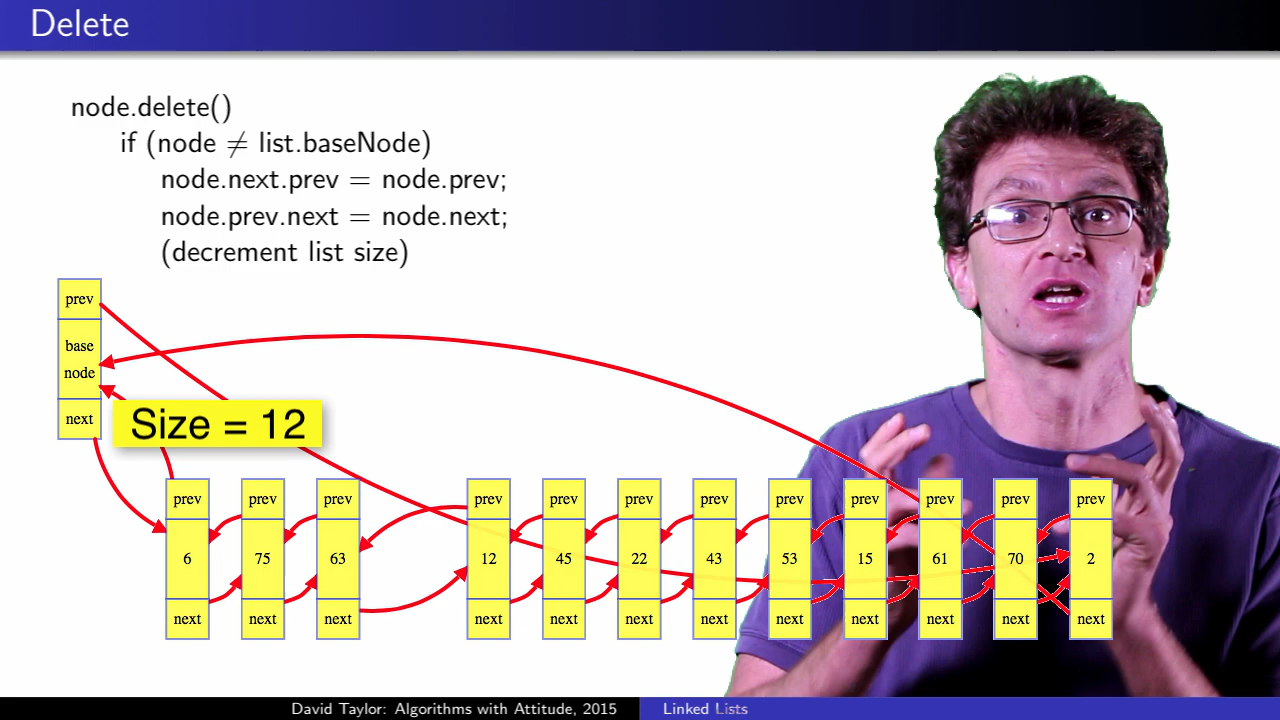 Delete
node.delete()
if (node ≠ list.baseNode)
node.next.prev = node.prev;
node.prev.next = node.next;
(decrement list size)
prev
base
node
next
Size = 12
prev prev prev prev prev prev prev prev prev prev prev prev
6 75 63 12 45 22 43 53 15 61 70 2
next next next next next next next next next next next next
David Taylor: Algorithms with Attitude, 2015 Linked Lists